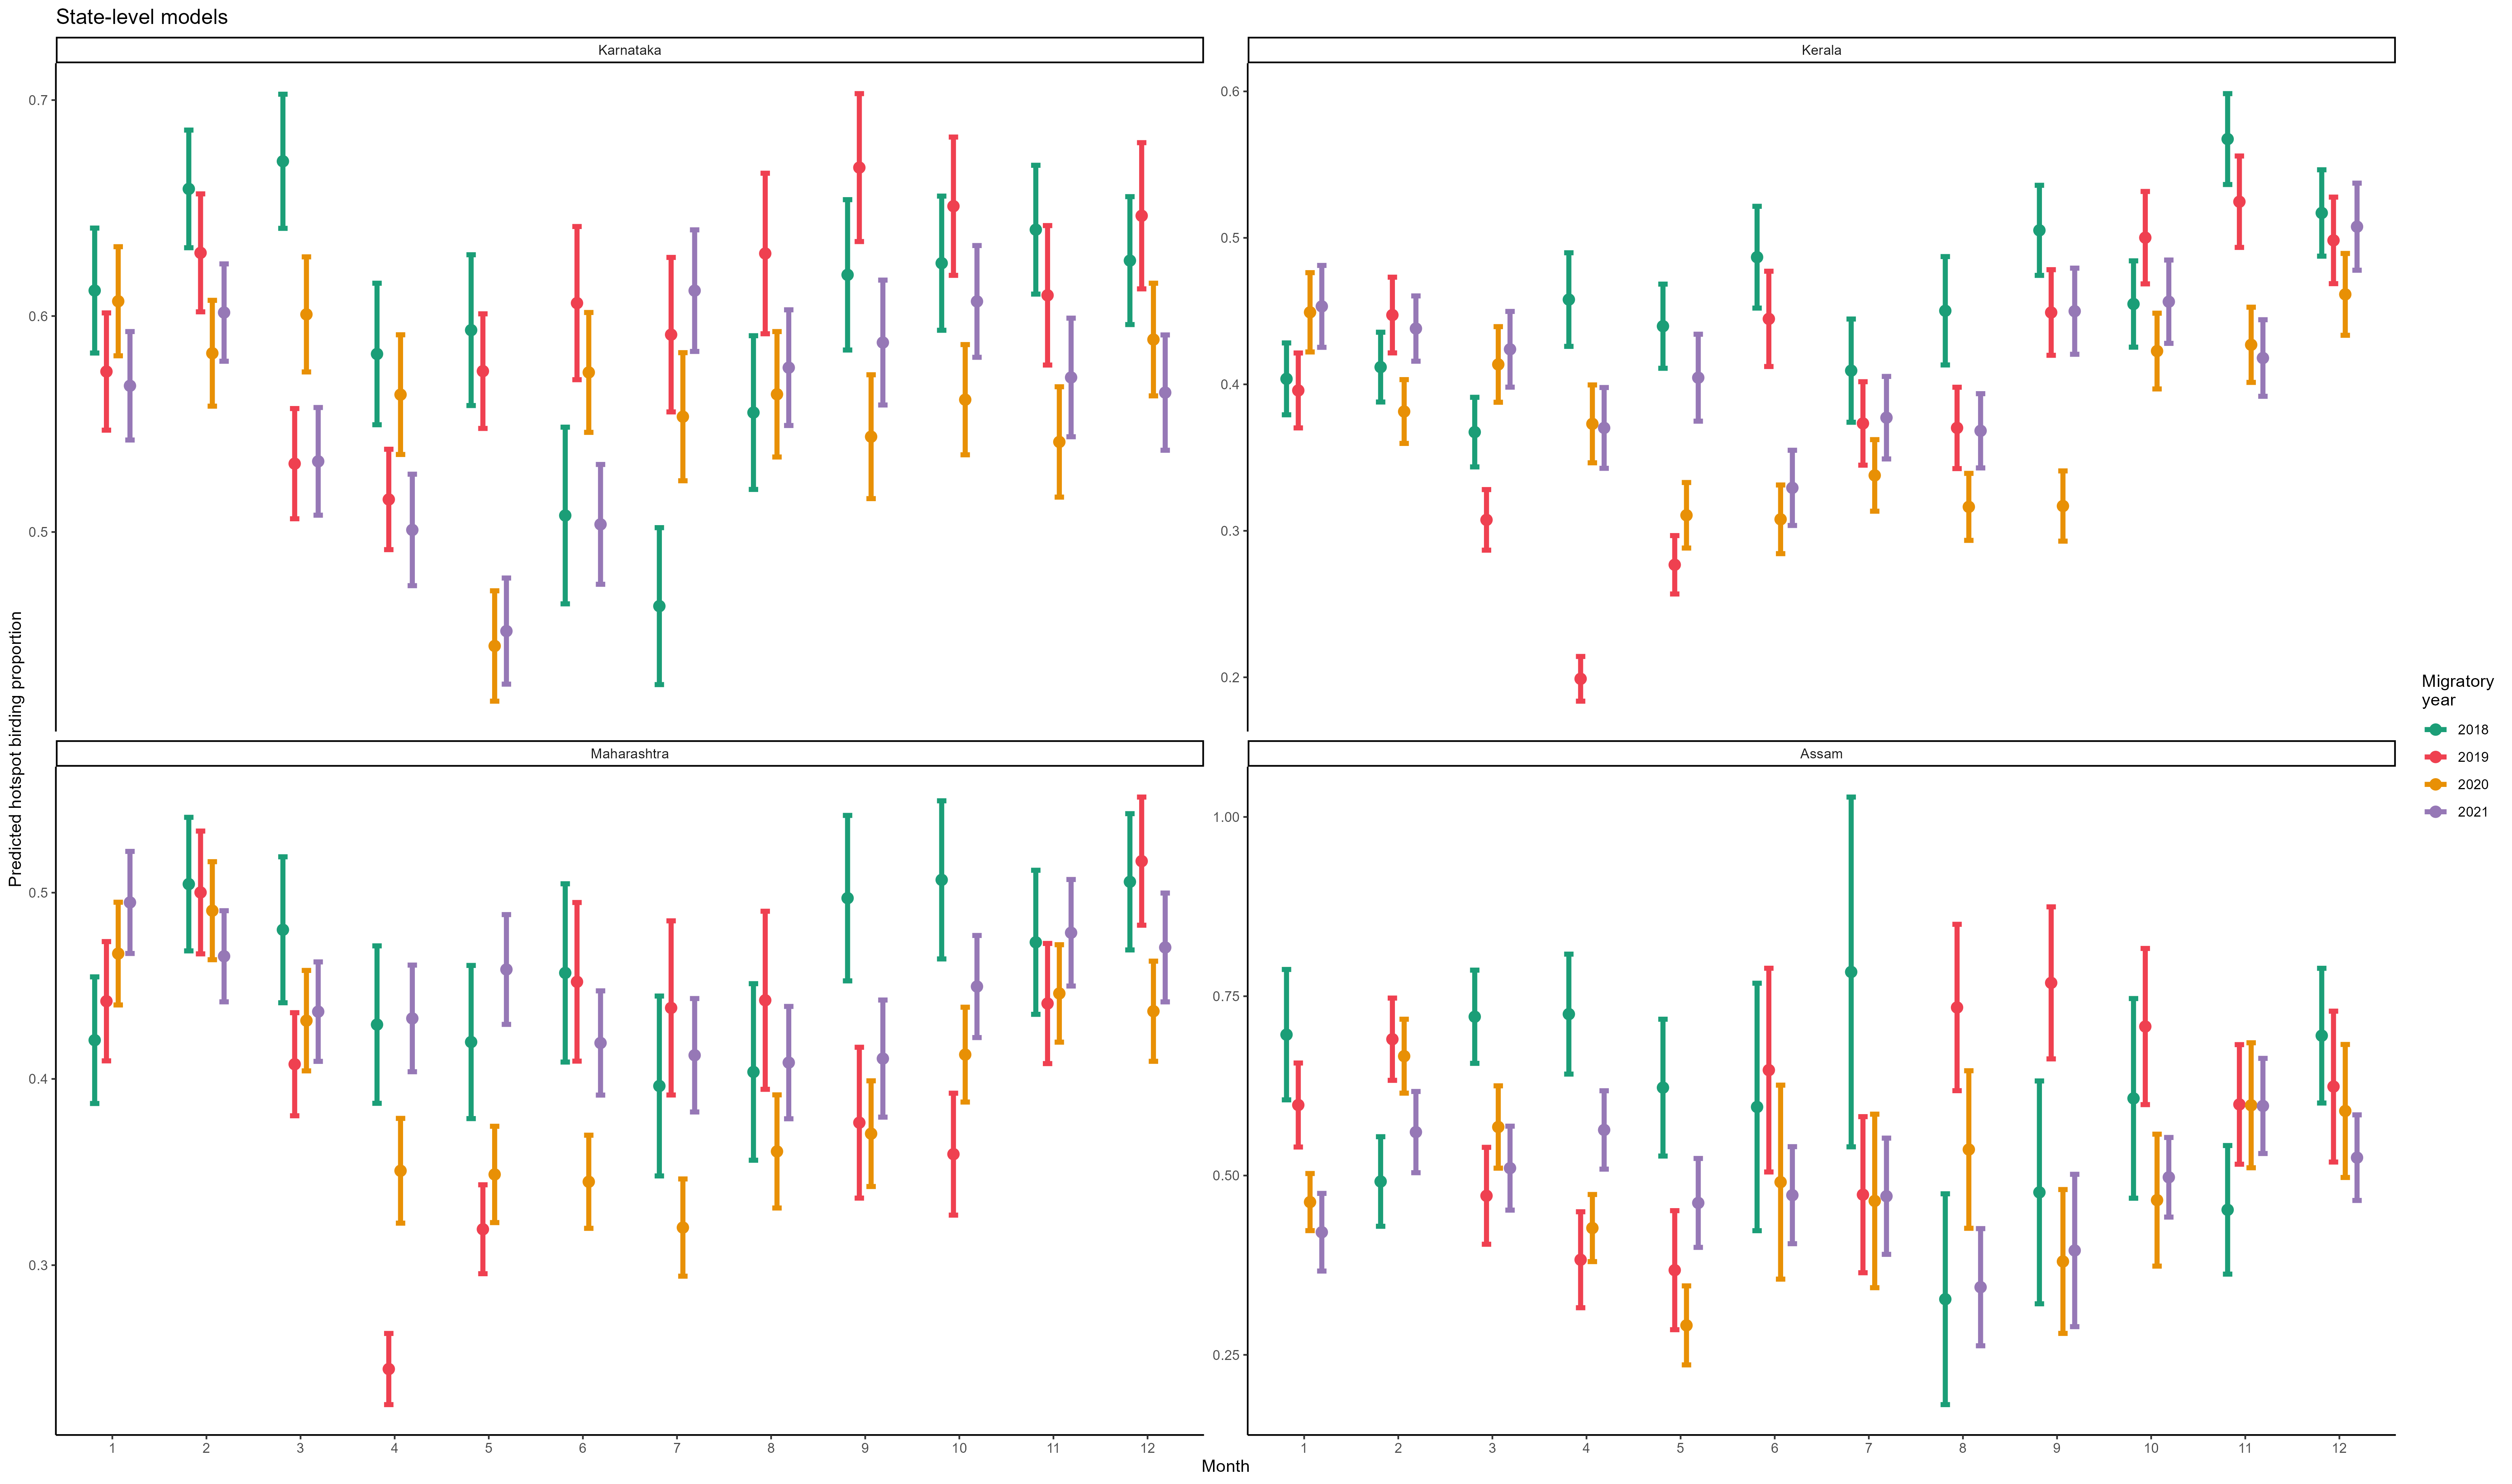 State-level models
Karnataka
Kerala
0.7
0.6
0.5
0.6
0.5
0.4
0.3
0.2
Predicted hotspot birding proportion
Maharashtra
Assam
0.5
0.4
0.3
1.00
0.75
0.50
0.25
1 2 3 4 5 6 7 8 9 10 11 12
1 2 3 4 5 6 7 8 9 10 11 12
Month
Migratory
year
2018
2019
2020
2021